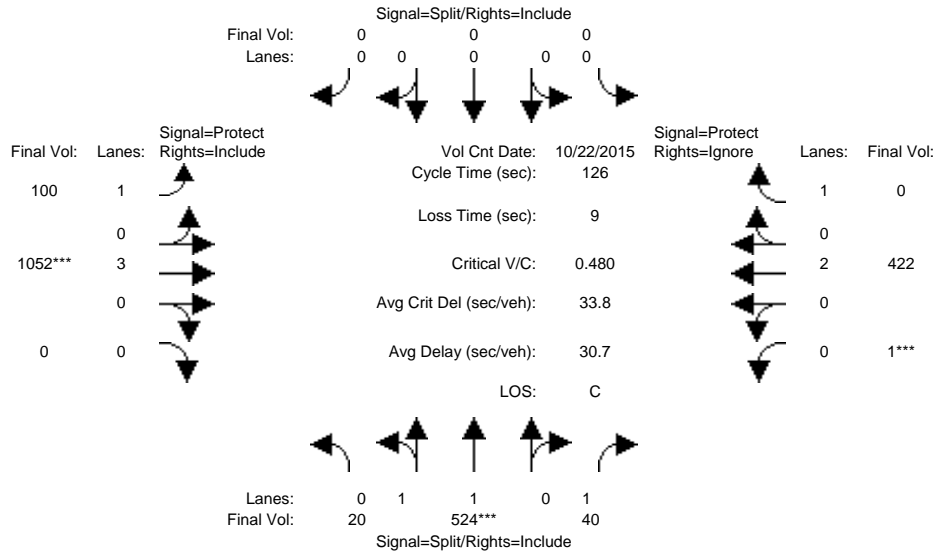 Signal=Split/Rights=Include
Final Vol: 0 0 0
Lanes: 0 0 0 0 0
Signal=Protect Signal=Protect
Final Vol: Lanes: Rights=Include Vol Cnt Date: 10/22/2015 Rights=Ignore Lanes: Final Vol:
Cycle Time (sec): 126
100 1 1 0
Loss Time (sec): 9
0 0
1052*** 3 Critical V/C: 0.480 2 422
0 Avg Crit Del (sec/veh): 33.8 0
0 0 Avg Delay (sec/veh): 30.7 0 1***
LOS: C
Lanes: 0 1 1 0 1
Final Vol: 20 524*** 40
Signal=Split/Rights=Include